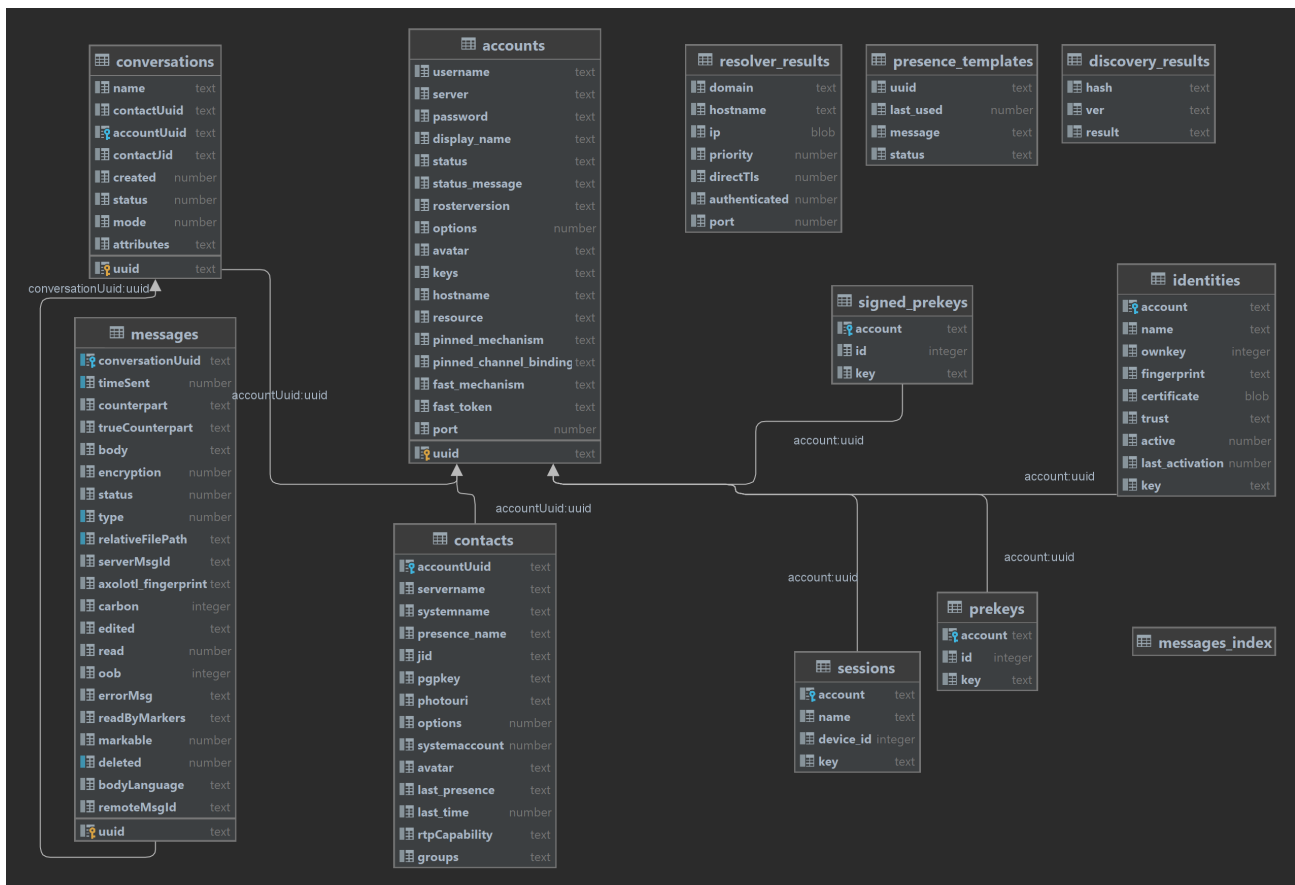 conversations
name text
contactUuid text
accountUuid text
contactJid text
created number
status number
mode number
attributes text
uuid text
conversationUuid:uuid
messages
conversationUuid text
timeSent number
counterpart text
trueCounterpart text
body text
encryption number
status number
type number
relativeFilePath text
serverMsgId text
axolotl_fingerprint text
carbon integer
edited text
read number
oob integer
errorMsg text
readByMarkers text
markable number
deleted number
bodyLanguage text
remoteMsgId text
uuid text
accountUuid:uuid
accounts
username text
server text
password text
display_name text
status text
status_message text
rosterversion text
options number
avatar text
keys text
hostname text
resource text
pinned_mechanism text
pinned_channel_binding text
fast_mechanism text
fast_token text
port number
uuid text
accountUuid:uuid
contacts
accountUuid text
servername text
systemname text
presence_name text
jid text
pgpkey text
photouri text
options number
systemaccount number
avatar text
last_presence text
last_time number
rtpCapability text
groups text
resolver_results
domain text
hostname text
ip blob
priority number
directTls number
authenticated number
port number
presence_templates
uuid text
last_used number
message text
status text
discovery_results
hash text
ver text
result text
signed_prekeys
account text
id integer
key text
account:uuid
identities
account text
name text
ownkey integer
fingerprint text
certificate blob
trust text
active number
last_activation number
key text
account:uuid
account:uuid
sessions
account text
name text
device_id integer
key text
account:uuid
prekeys
account text
id integer
key text
messages_index